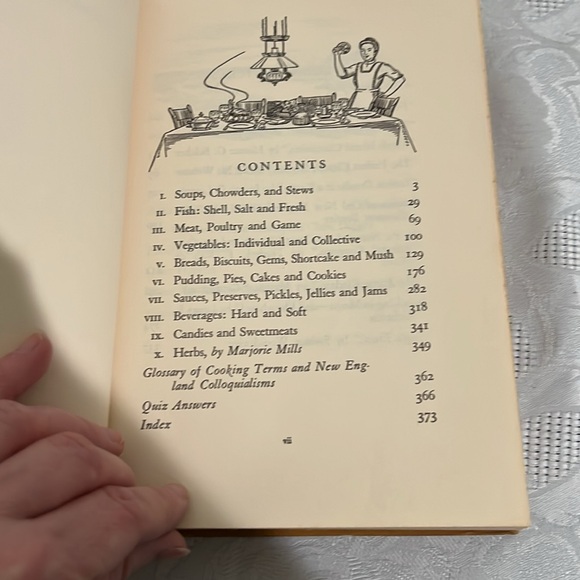 CONTENTS
I. Soups, Chowders, and Stews 3
II. Fish: Shell, Salt and Fresh 29
III. Meat, Poultry and Game 69
IV. Vegetables: Individual and Collective 100
V. Breads, Biscuits, Gems, Shortcake and Mush 129
VI. Pudding, Pies, Cakes and Cookies 176
VII. Sauces, Preserves, Pickles, Jellies and Jams 282
VIII. Beverages: Hard and Soft 318
IX. Candies and Sweetmeats 341
X. Herbs, by Marjorie Mills 349
Glossary of Cooking Terms and New Eng-
land Colloquialisms 362
Quiz Answers 366
Index 373
vii